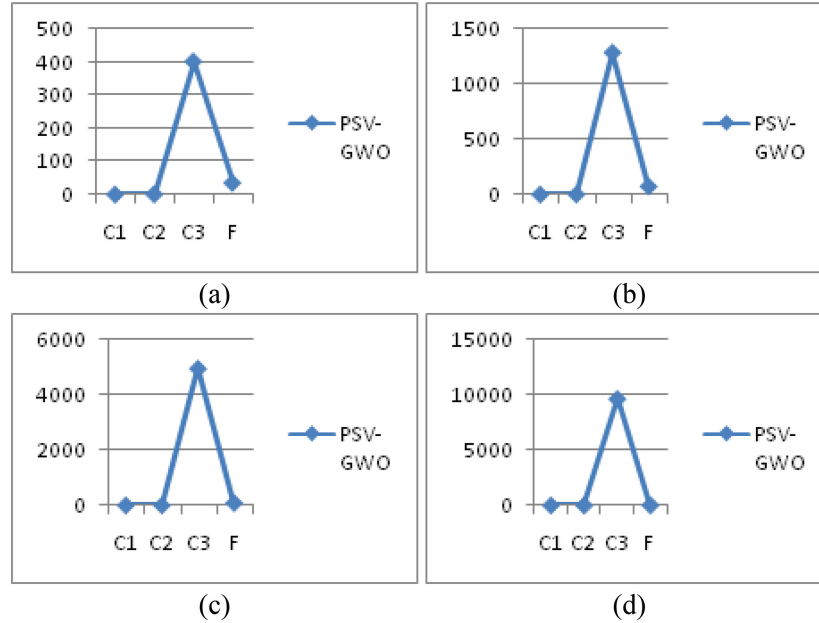 500
400
300
200
100
0
C1 C2 C3 F
PSV-
GWO
(a)
1500
1000
500
0
C1 C2 C3 F
PSV-
GWO
(b)
6000
4000
2000
0
C1 C2 C3 F
PSV-
GWO
(c)
15000
10000
5000
0
C1 C2 C3 F
PSV-
GWO
(d)